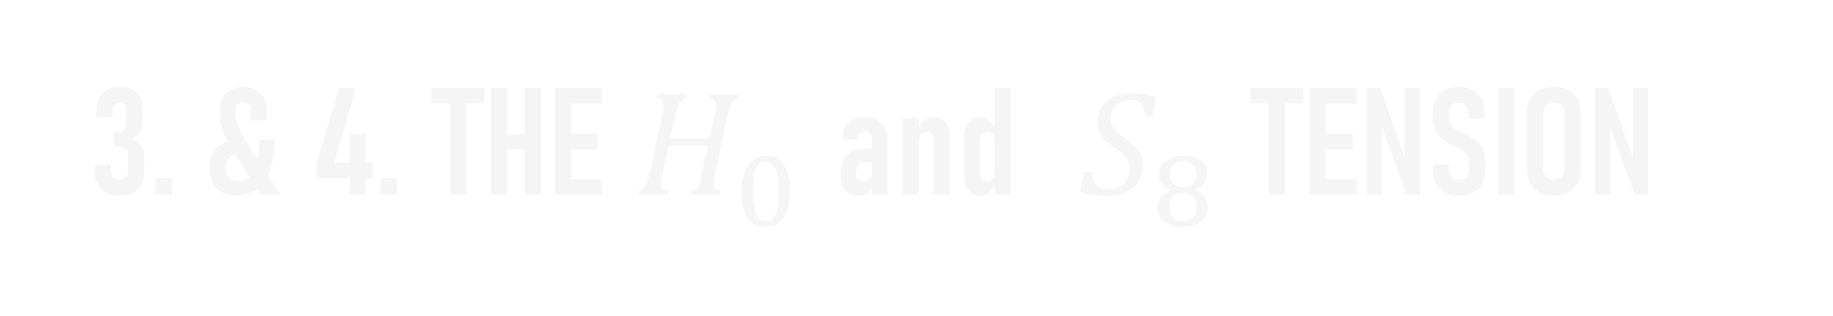 3. & 4. THE H₀ and S₈ TENSION